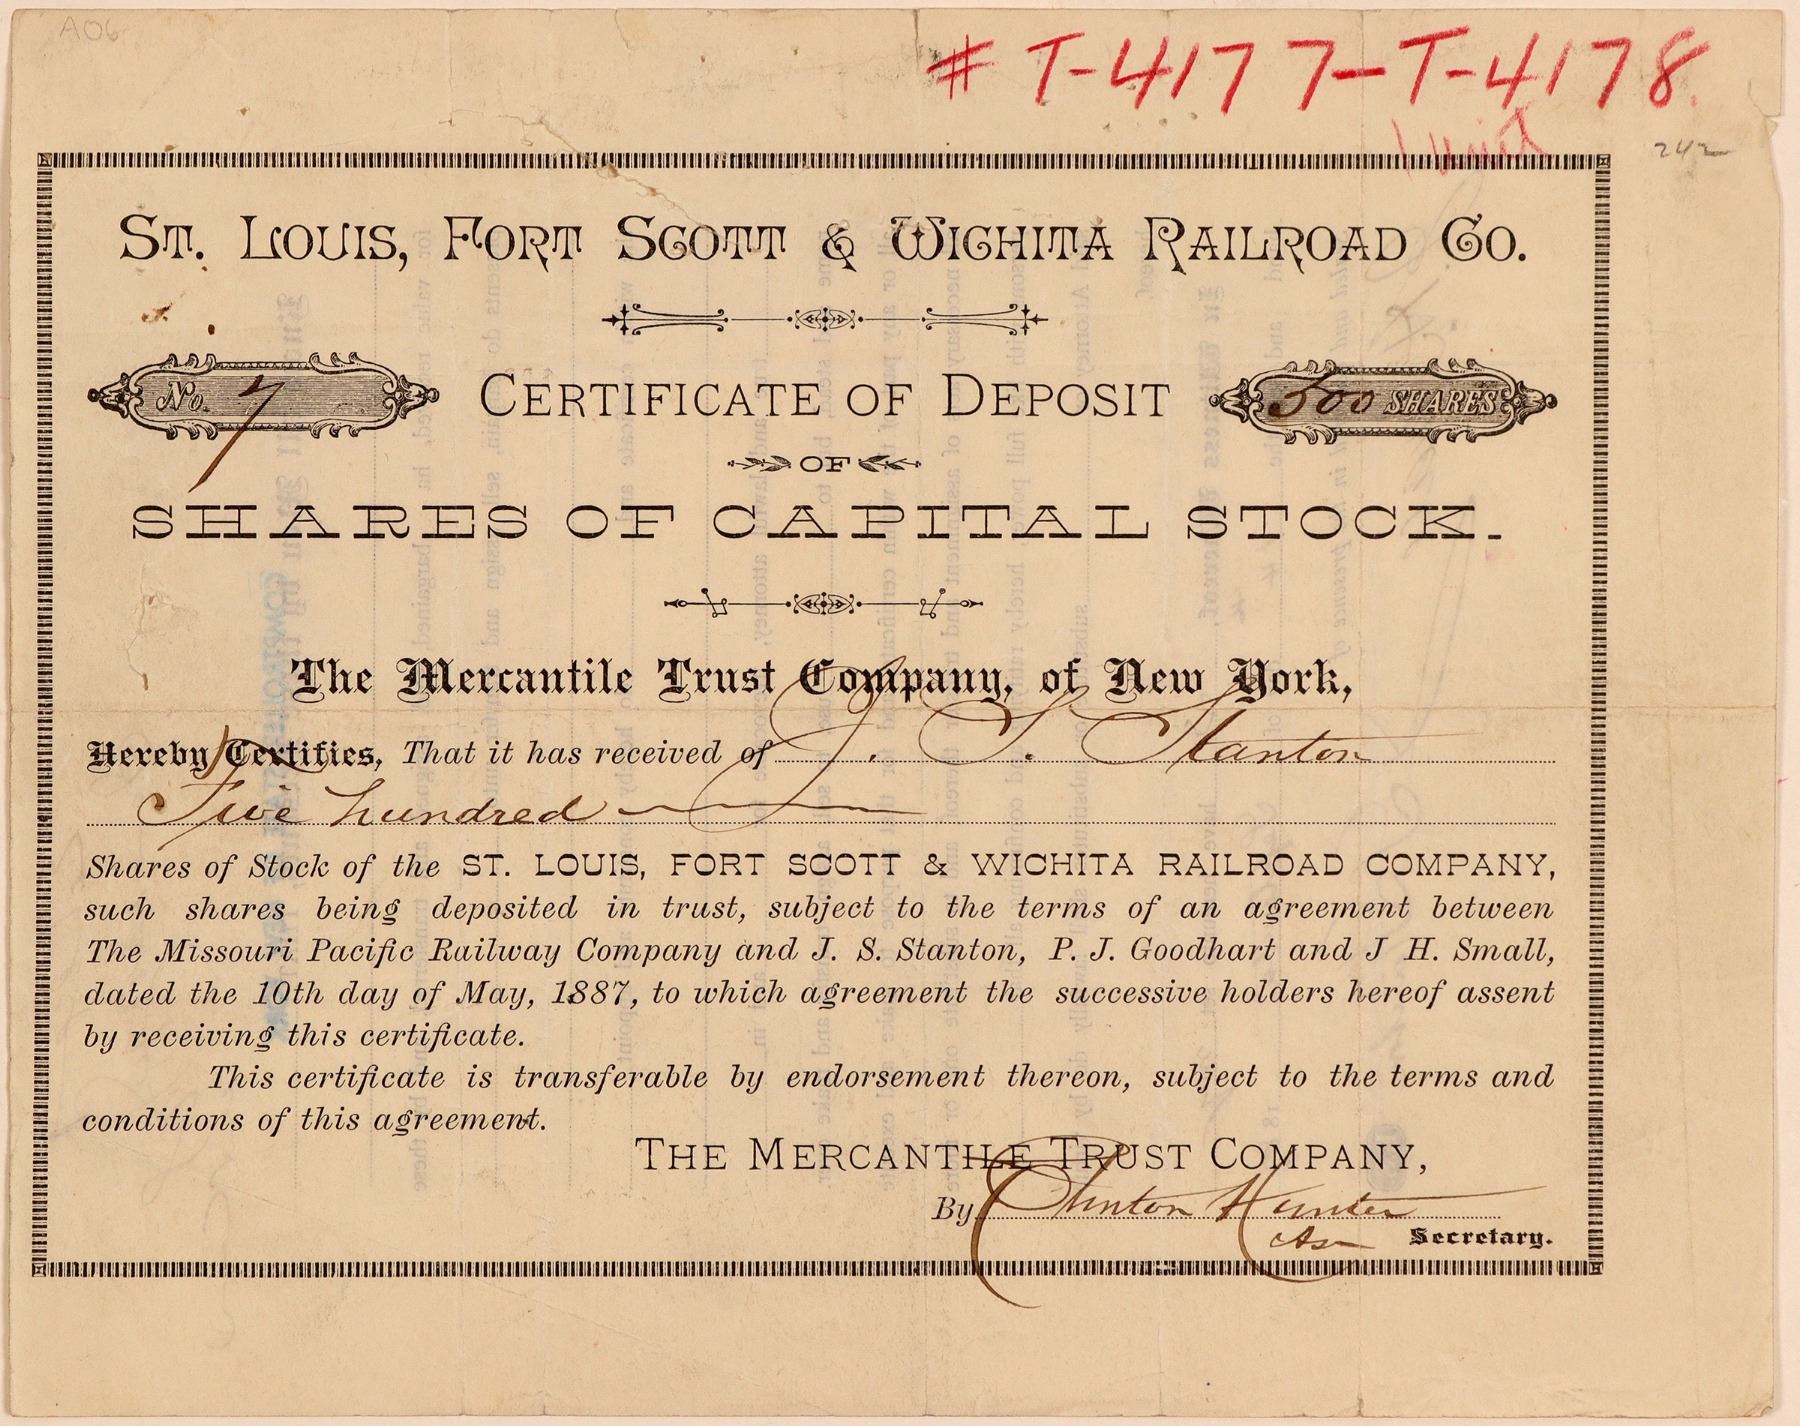 A06
# T-4177-T-4178
1 Unit
242
ST. LOUIS, FORT SCOTT & WICHITA RAILROAD CO.
No. 7 CERTIFICATE OF DEPOSIT 500 SHARES
OF
SHARES OF CAPITAL STOCK.
The Mercantile Trust Company, of New York,
Hereby Certifies, That it has received of J. S. Stanton
Five hundred
Shares of Stock of the ST. LOUIS, FORT SCOTT & WICHITA RAILROAD COMPANY,
such shares being deposited in trust, subject to the terms of an agreement between
The Missouri Pacific Railway Company and J. S. Stanton, P. J. Goodhart and J H. Small,
dated the 10th day of May, 1887, to which agreement the successive holders hereof assent
by receiving this certificate.
This certificate is transferable by endorsement thereon, subject to the terms and
conditions of this agreement.
THE MERCANTILE TRUST COMPANY,
By Clinton Hunter
Ass Secretary.